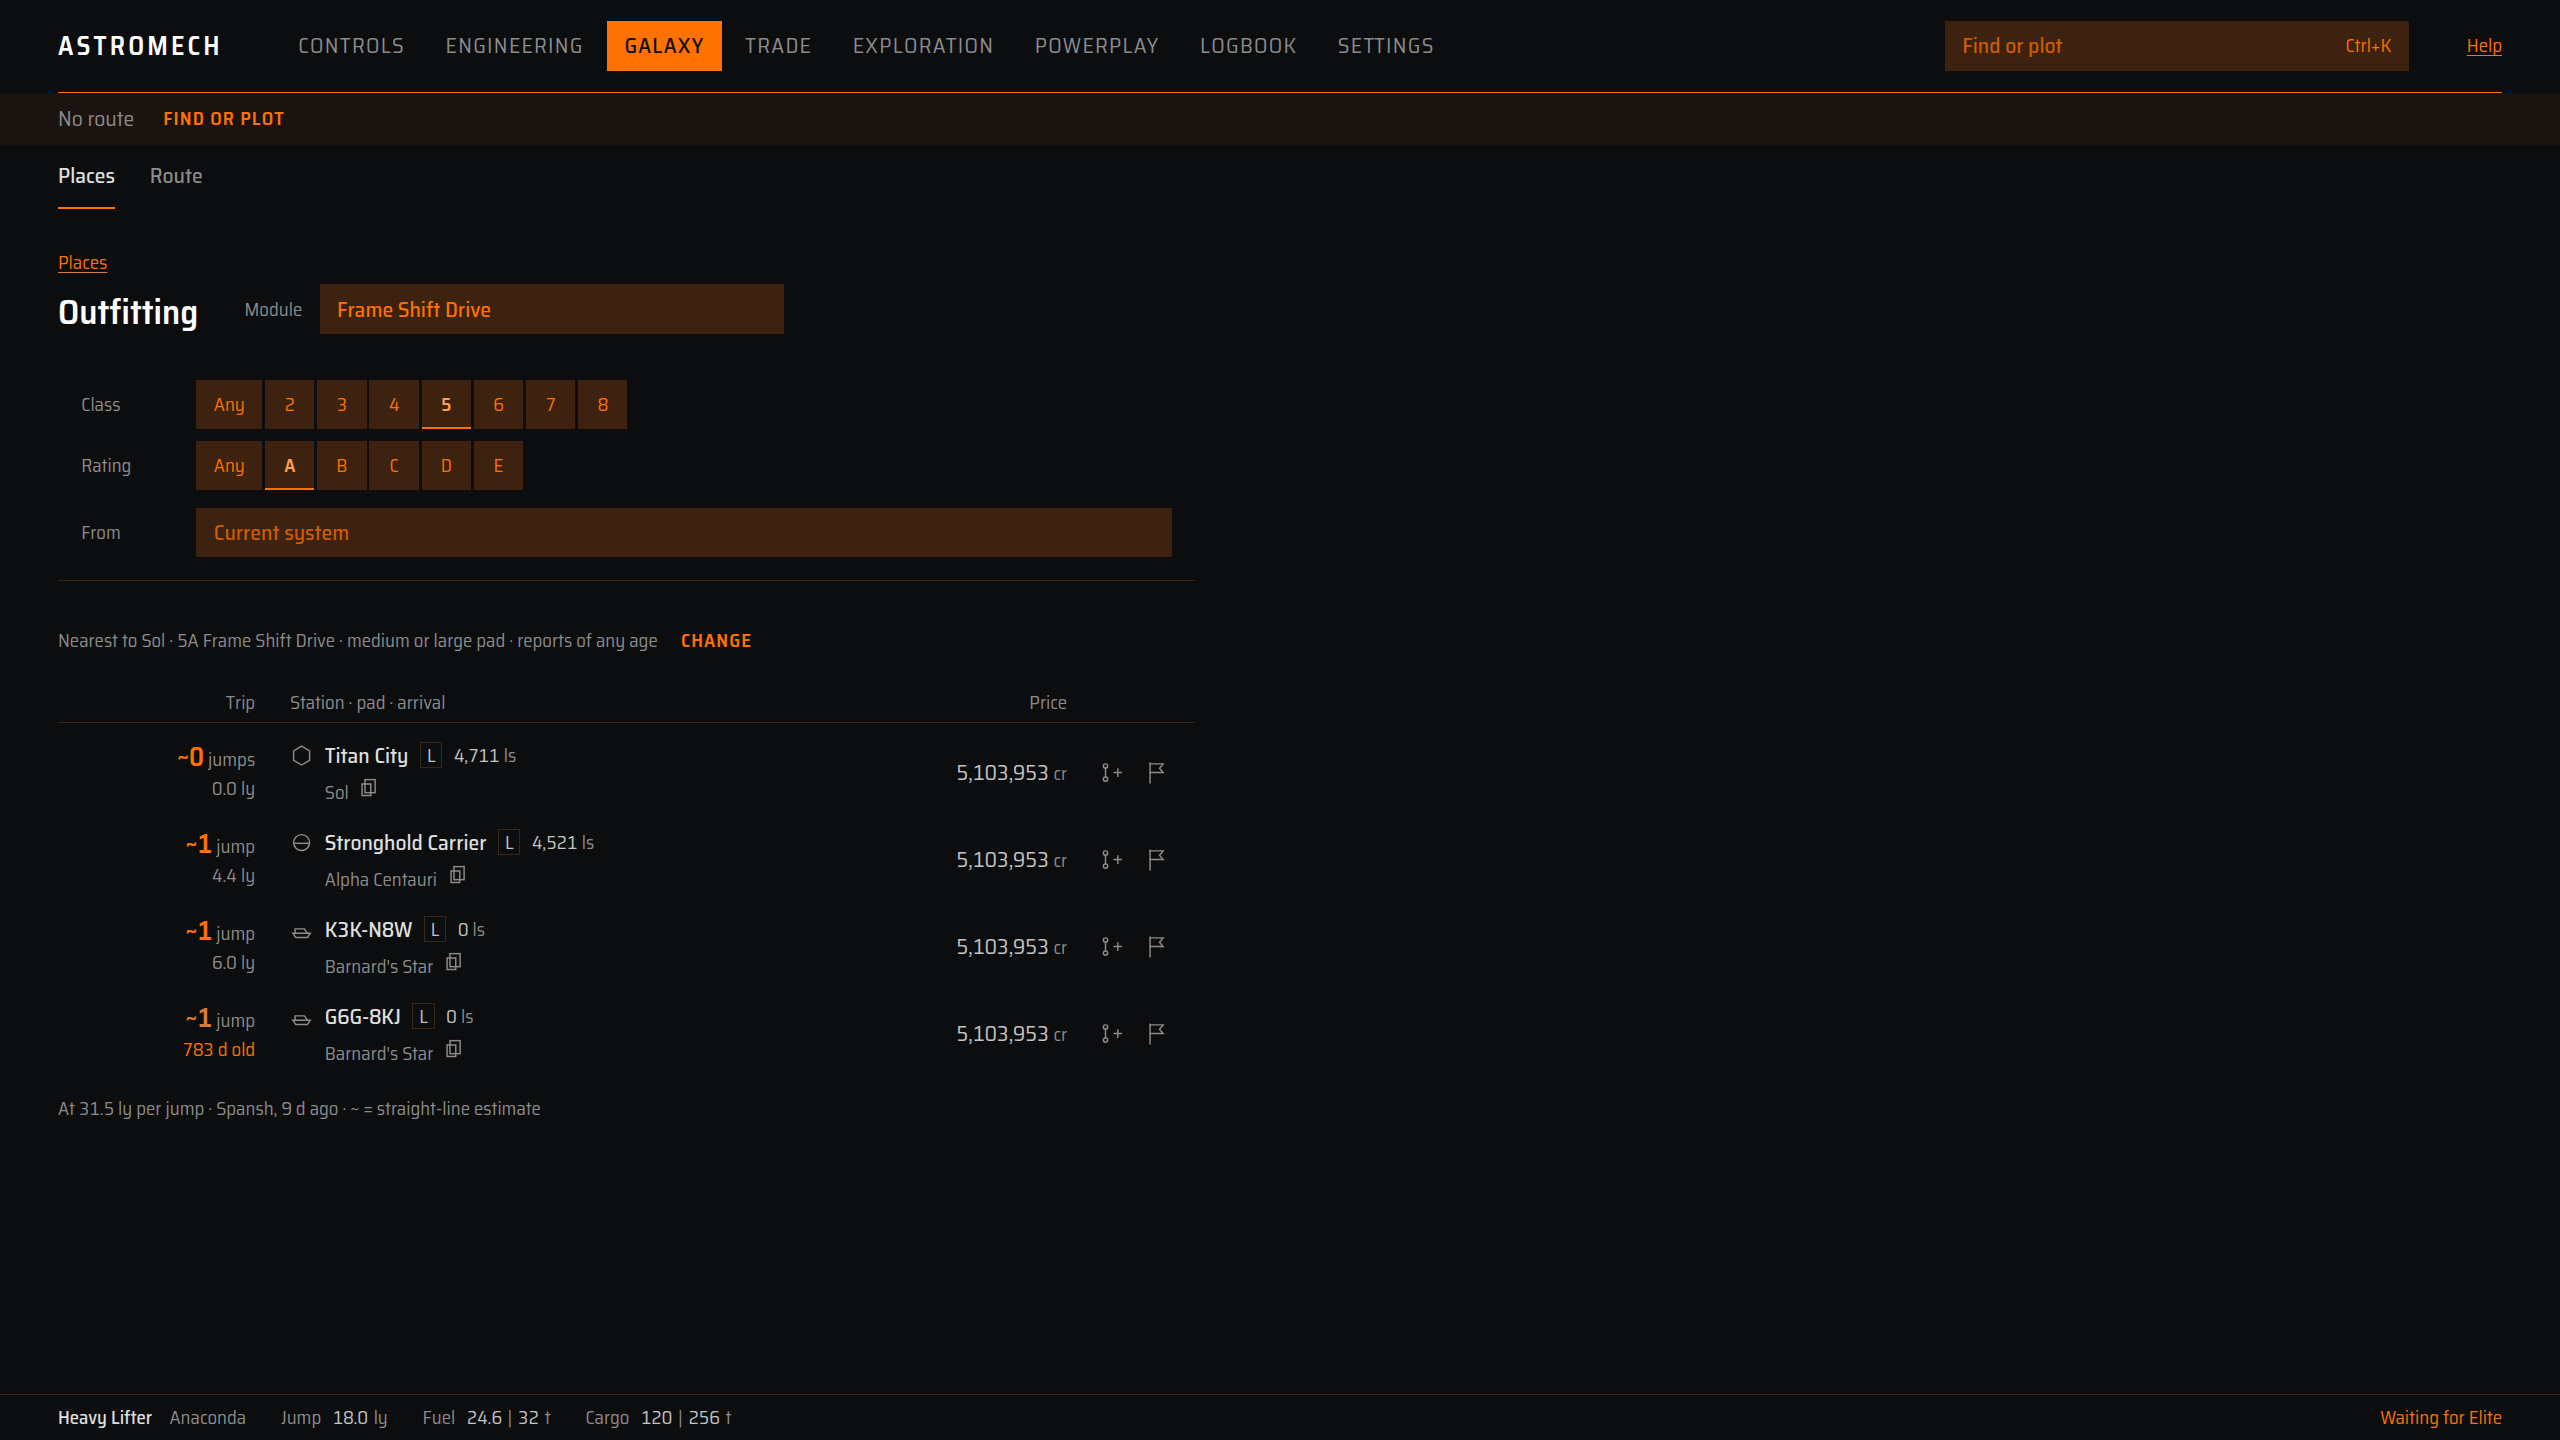 ASTROMECH CONTROLS ENGINEERING GALAXY TRADE EXPLORATION POWERPLAY LOGBOOK SETTINGS Find or plot Ctrl+K Help
No route FIND OR PLOT
Places Route
Places
Outfitting Module Frame Shift Drive
Class Any 2 3 4 5 6 7 8
Rating Any A B C D E
From Current system
Nearest to Sol · 5A Frame Shift Drive · medium or large pad · reports of any age CHANGE
Trip Station · pad · arrival Price
~0 jumps Titan City L 4,711 ls 5,103,953 cr
0.0 ly Sol
~1 jump Stronghold Carrier L 4,521 ls 5,103,953 cr
4.4 ly Alpha Centauri
~1 jump K3K-N8W L 0 ls 5,103,953 cr
6.0 ly Barnard's Star
~1 jump G6G-8KJ L 0 ls 5,103,953 cr
783 d old Barnard's Star
At 31.5 ly per jump · Spansh, 9 d ago · ~ = straight-line estimate
Heavy Lifter Anaconda Jump 18.0 ly Fuel 24.6 | 32 t Cargo 120 | 256 t Waiting for Elite